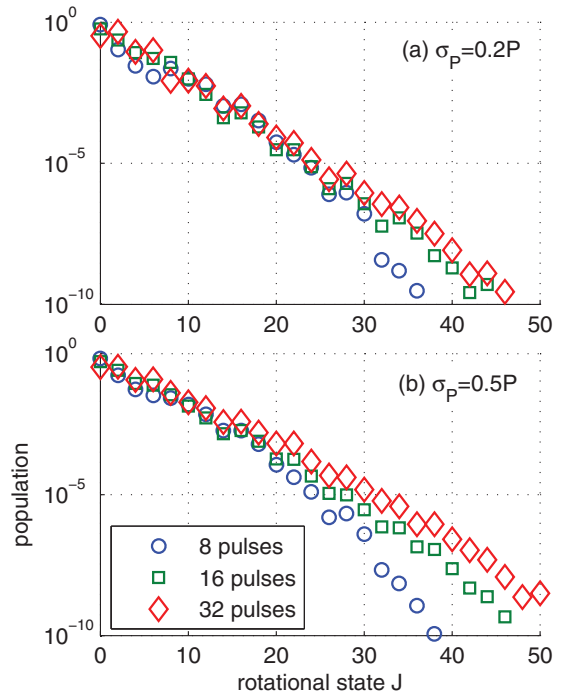 10^0
(a) σ_P=0.2P
10^-5
10^-10
0 10 20 30 40 50
10^0
(b) σ_P=0.5P
population
10^-5
8 pulses
16 pulses
32 pulses
10^-10
0 10 20 30 40 50
rotational state J